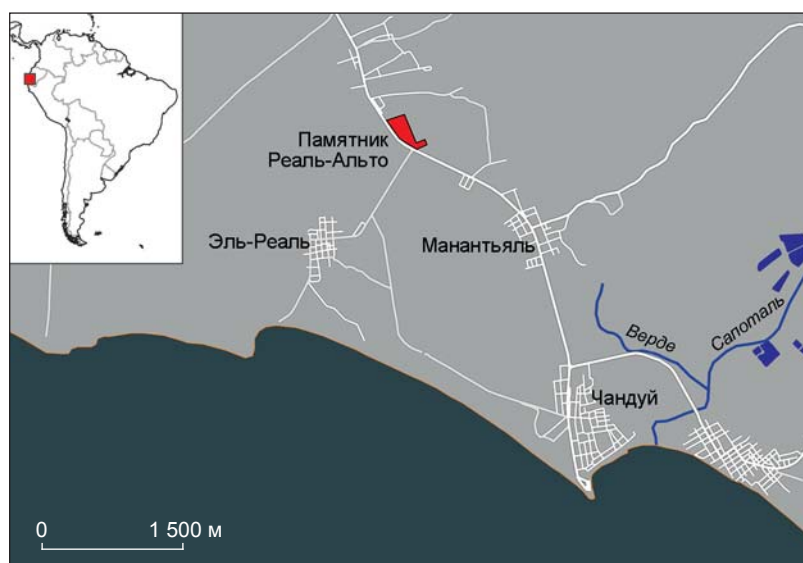 Памятник
Реаль-Альто
Эль-Реаль
Манантьяль
Верде
Сапоталь
Чандуй
0 1 500 м